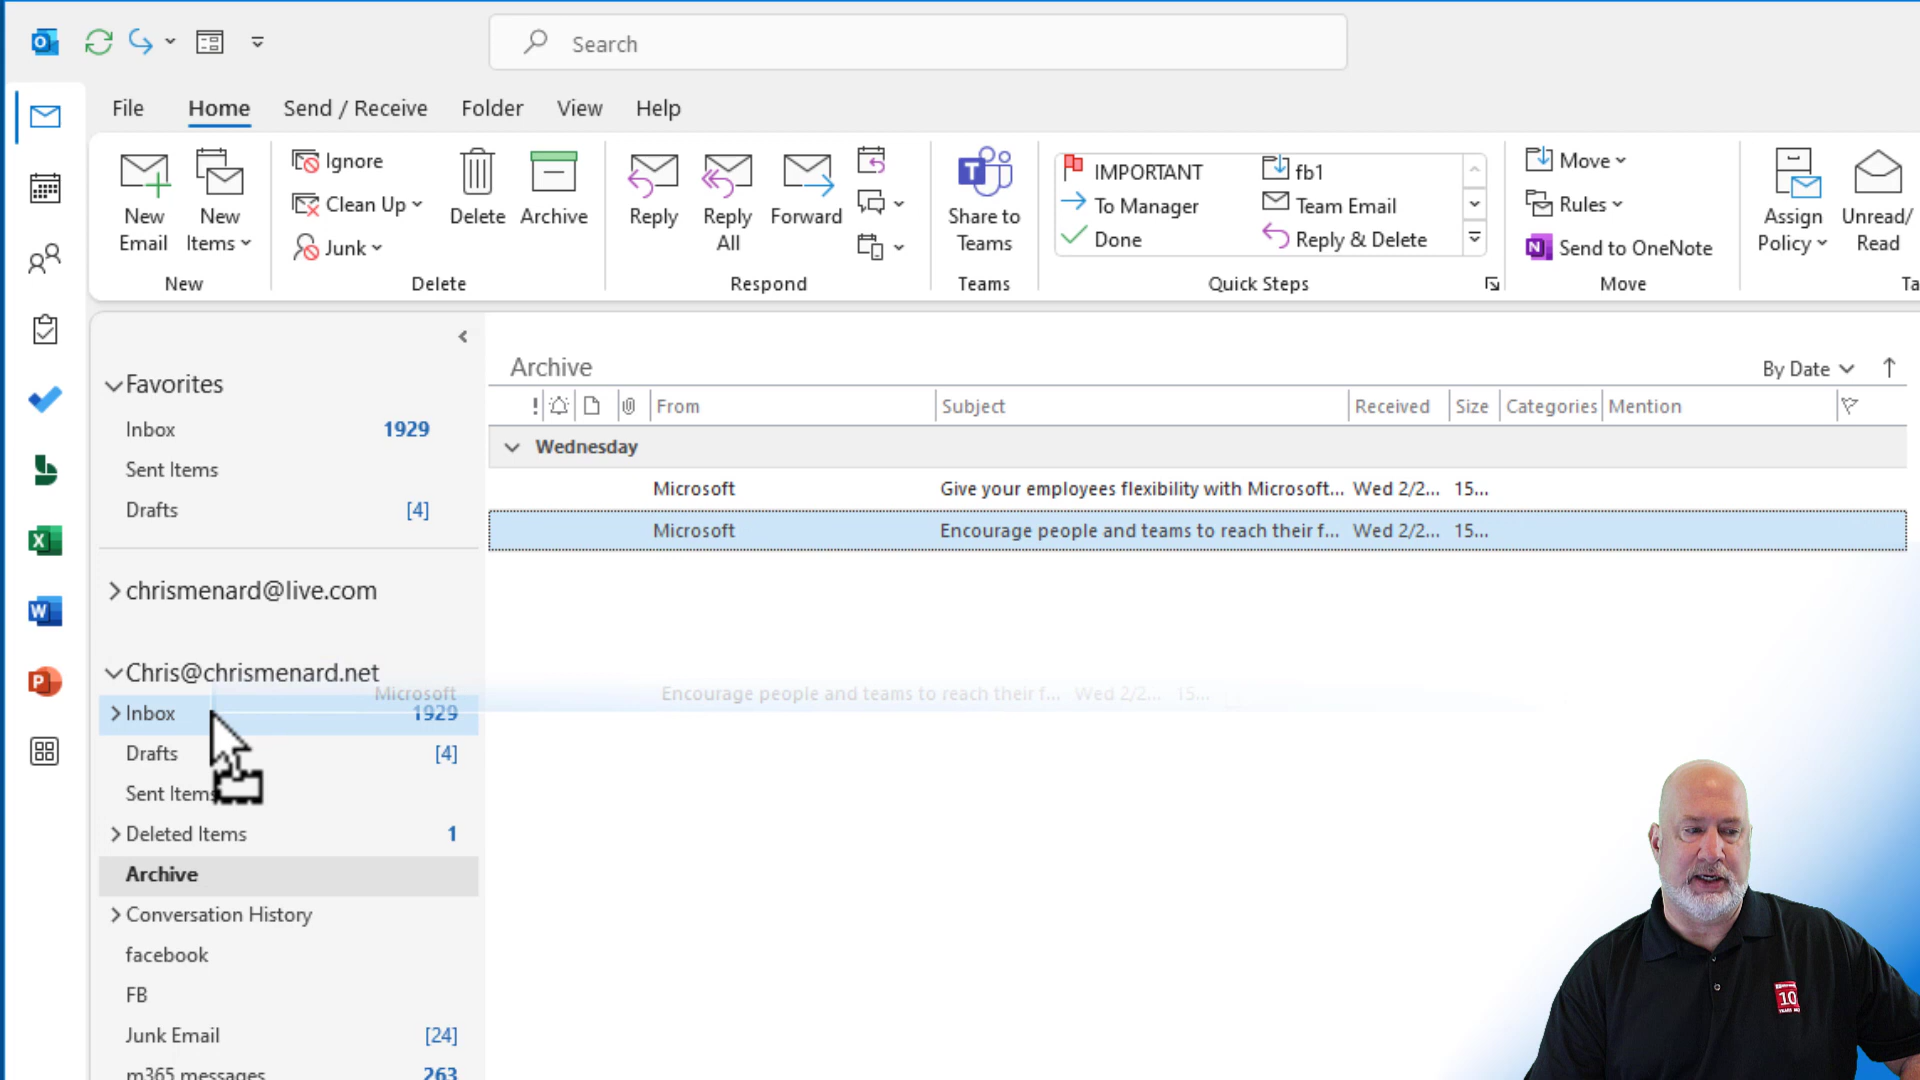 Search
File Home Send / Receive Folder View Help
New Email
New Items
New
Ignore
Clean Up
Junk
Delete
Archive
Delete
Reply
Reply All
Forward
Respond
Share to Teams
Teams
IMPORTANT
To Manager
Done
fb1
Team Email
Reply & Delete
Quick Steps
Move
Rules
Send to OneNote
Move
Assign Policy
Unread/ Read
Ta
Favorites
Inbox 1929
Sent Items
Drafts [4]
chrismenard@live.com
Chris@chrismenard.net
Inbox 1929
Drafts [4]
Sent Items
Deleted Items 1
Archive
Conversation History
facebook
FB
Junk Email [24]
m365 messages 263
Archive By Date
! From Subject Received Size Categories Mention
Wednesday
Microsoft Give your employees flexibility with Microsoft... Wed 2/2... 15...
Microsoft Encourage people and teams to reach their f... Wed 2/2... 15...
Microsoft Encourage people and teams to reach their f... Wed 2/2... 15...
10